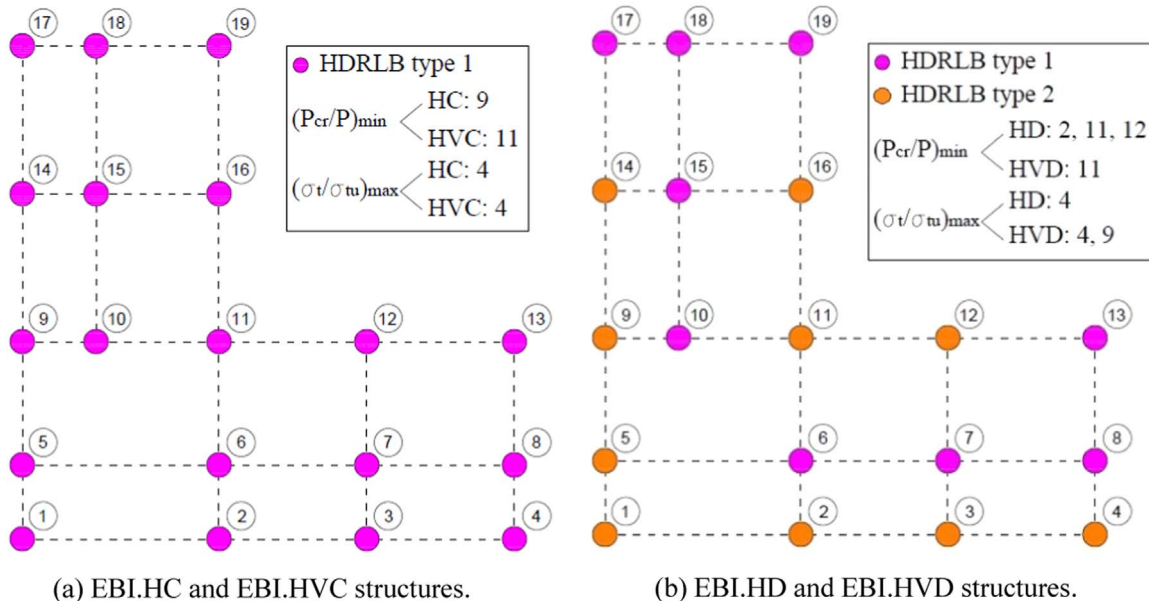 17 18 19
HDRLB type 1
(Pcr/P)min
HC: 9
HVC: 11
(σt/σtu)max
HC: 4
HVC: 4
14 15 16
9 10 11 12 13
5 6 7 8
1 2 3 4
(a) EBI.HC and EBI.HVC structures.
17 18 19
HDRLB type 1
HDRLB type 2
(Pcr/P)min
HD: 2, 11, 12
HVD: 11
(σt/σtu)max
HD: 4
HVD: 4, 9
14 15 16
9 10 11 12 13
5 6 7 8
1 2 3 4
(b) EBI.HD and EBI.HVD structures.